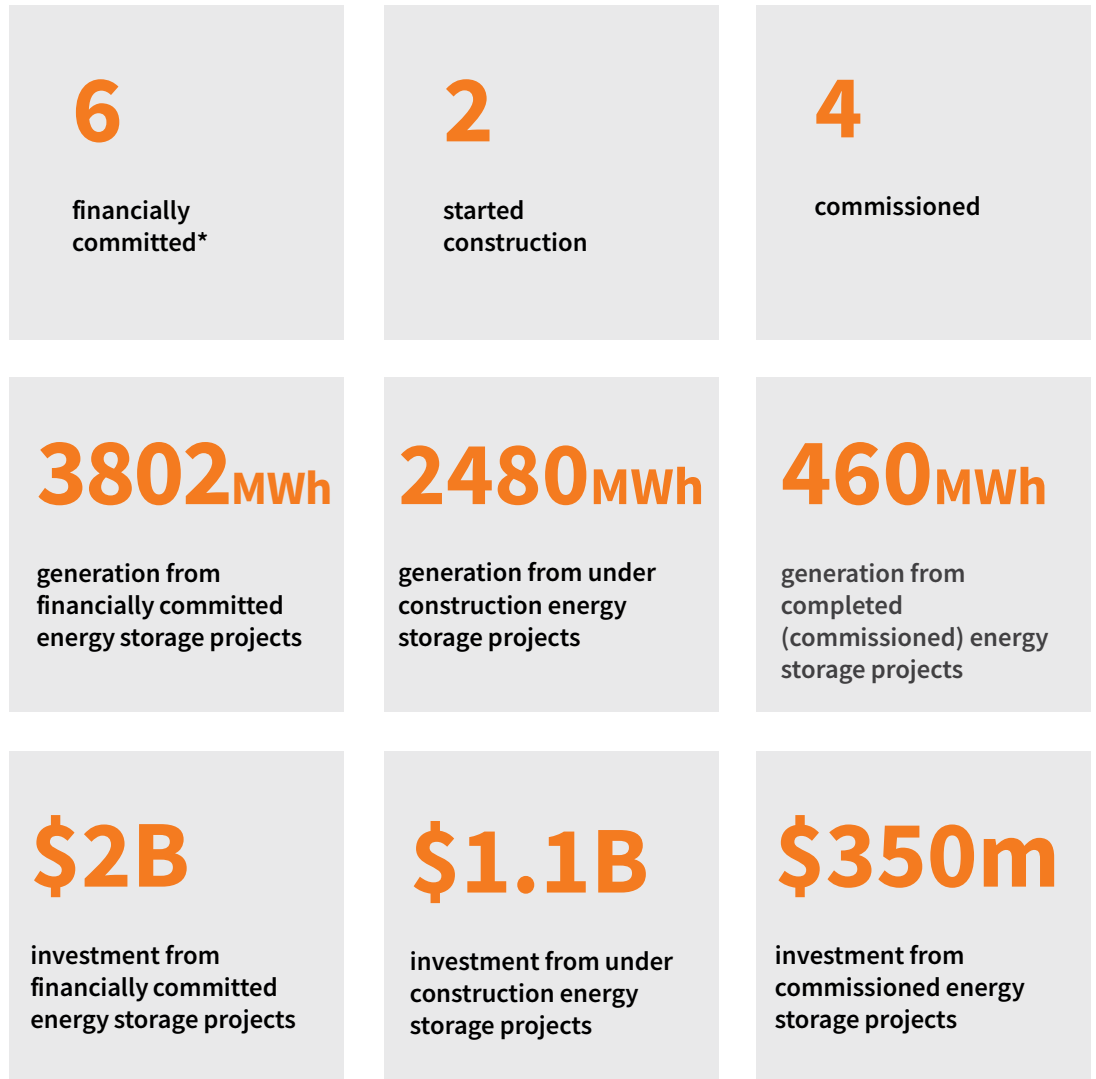 6
financially
committed*
2
started
construction
4
commissioned
3802MWh
generation from
financially committed
energy storage projects
2480MWh
generation from under
construction energy
storage projects
460MWh
generation from
completed
(commissioned) energy
storage projects
$2B
investment from
financially committed
energy storage projects
$1.1B
investment from under
construction energy
storage projects
$350m
investment from
commissioned energy
storage projects